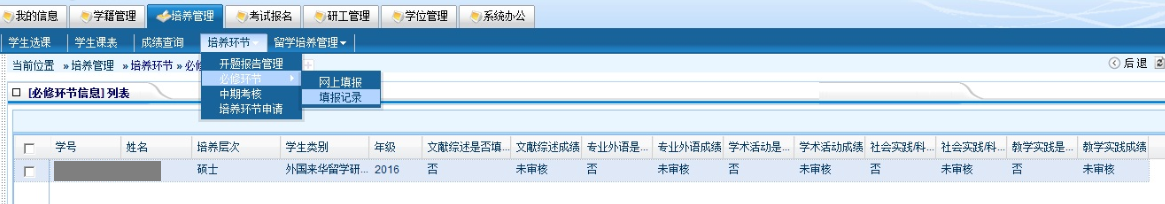 我的信息 学籍管理 培养管理 考试报名 研工管理 学位管理 系统办公
学生选课 学生课表 成绩查询 培养环节 留学培养管理
当前位置 »培养管理 »培养环节 » 后退
开题报告管理
必修环节 网上填报
[必修环节信息] 列表 中期考核 填报记录
培养环节申请
学号 姓名 培养层次 学生类别 年级 文献综述是否填... 文献综述成绩 专业外语是... 专业外语成绩 学术活动是... 学术活动成绩 社会实践/科... 社会实践/科... 教学实践是... 教学实践成绩
硕士 外国来华留学研... 2016 否 未审核 否 未审核 否 未审核 否 未审核 否 未审核